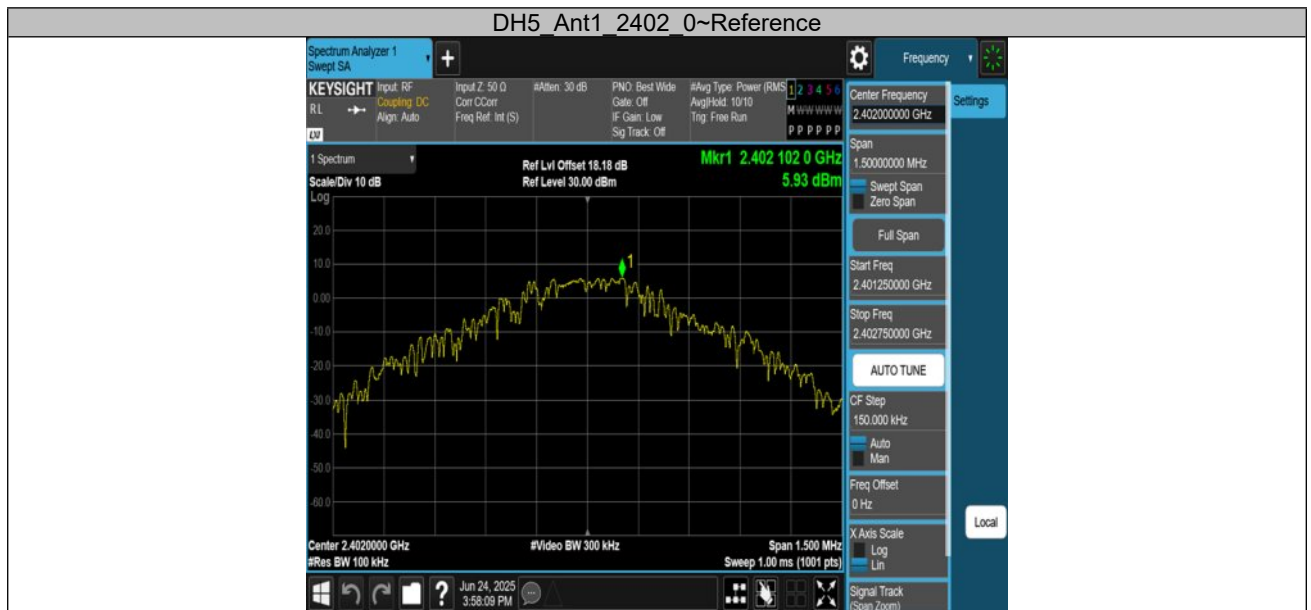 DH5_Ant1_2402_0~Reference
Spectrum Analyzer 1
Swept SA
+
Frequency
KEYSIGHT
RL
LXI
Input: RF
Coupling: DC
Align: Auto
Input Z: 50 Ω
Corr CCorr
Freq Ref: Int (S)
#Atten: 30 dB
PNO: Best Wide
Gate: Off
IF Gain: Low
Sig Track: Off
#Avg Type: Power (RMS
Avg|Hold: 10/10
Trig: Free Run
1 2 3 4 5 6
M W W W W W
P P P P P P
1 Spectrum
Scale/Div 10 dB
Ref Lvl Offset 18.18 dB
Ref Level 30.00 dBm
Mkr1 2.402 102 0 GHz
5.93 dBm
Log
20.0
10.0
0.00
-10.0
-20.0
-30.0
-40.0
-50.0
-60.0
1
Center 2.4020000 GHz
#Res BW 100 kHz
#Video BW 300 kHz
Span 1.500 MHz
Sweep 1.00 ms (1001 pts)
?
Jun 24, 2025
3:58:09 PM
Center Frequency
2.402000000 GHz
Settings
Span
1.50000000 MHz
Swept Span
Zero Span
Full Span
Start Freq
2.401250000 GHz
Stop Freq
2.402750000 GHz
AUTO TUNE
CF Step
150.000 kHz
Auto
Man
Freq Offset
0 Hz
Local
X Axis Scale
Log
Lin
Signal Track
(Span Zoom)